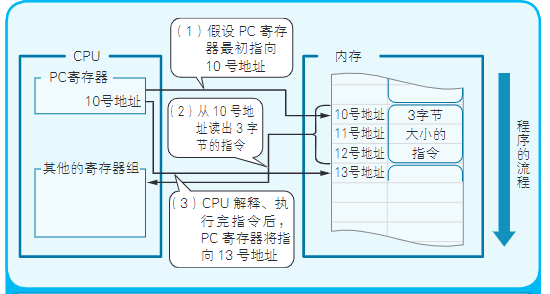 (1)假设 PC 寄存
器最初指向
10 号地址
CPU
PC寄存器
10号地址
(2)从 10 号地
址读出 3 字
节的指令
其他的寄存器组
(3)CPU 解释、执
行完指令后,
PC 寄存器将指
向 13 号地址
内存
10号地址
11号地址
12号地址
13号地址
3字节
大小的
指令
程序的流程